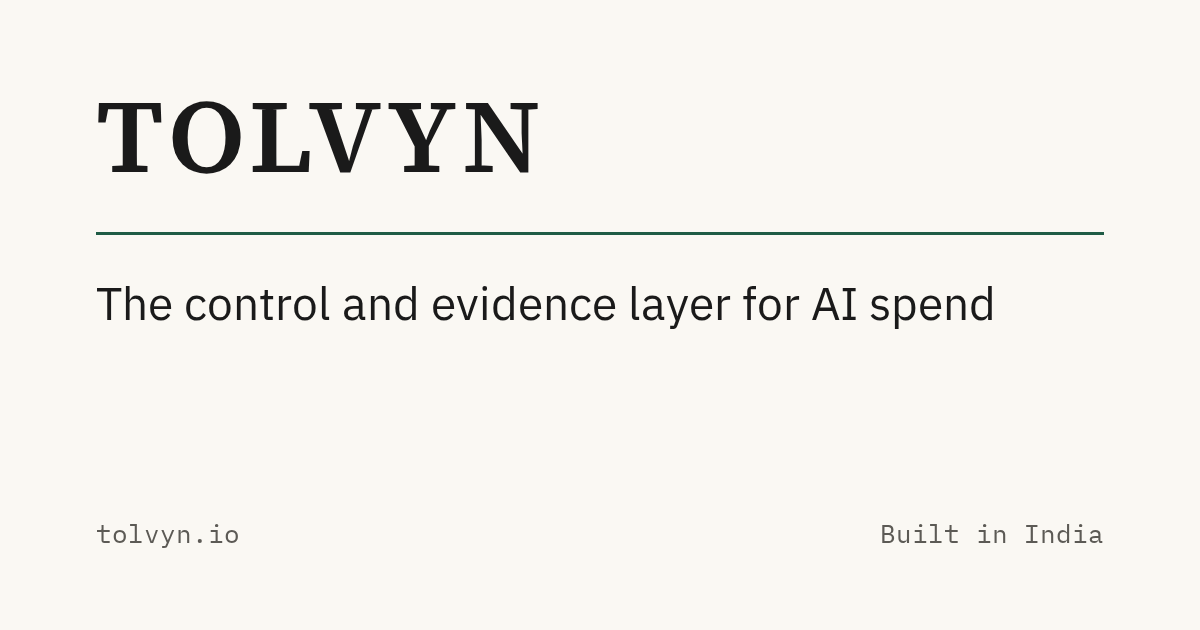 TOLVYN
The control and evidence layer for AI spend
tolvyn.io
Built in India